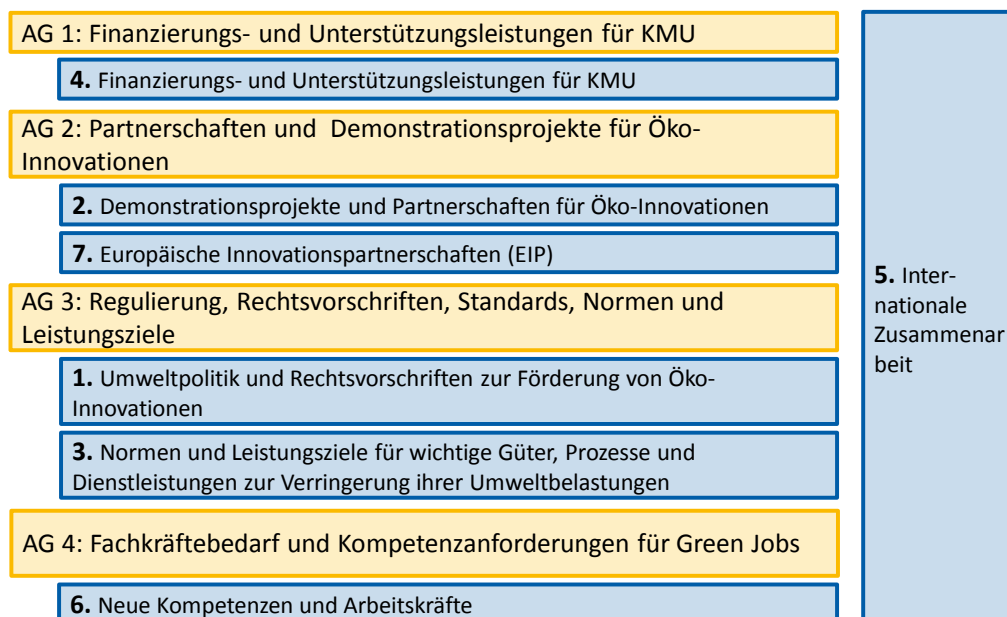 AG 1: Finanzierungs- und Unterstützungsleistungen für KMU
4. Finanzierungs- und Unterstützungsleistungen für KMU
AG 2: Partnerschaften und Demonstrationsprojekte für Öko-
Innovationen
2. Demonstrationsprojekte und Partnerschaften für Öko-Innovationen
7. Europäische Innovationspartnerschaften (EIP)
AG 3: Regulierung, Rechtsvorschriften, Standards, Normen und
Leistungsziele
1. Umweltpolitik und Rechtsvorschriften zur Förderung von Öko-
Innovationen
3. Normen und Leistungsziele für wichtige Güter, Prozesse und
Dienstleistungen zur Verringerung ihrer Umweltbelastungen
AG 4: Fachkräftebedarf und Kompetenzanforderungen für Green Jobs
6. Neue Kompetenzen und Arbeitskräfte
5. Inter-
nationale
Zusammenar
beit